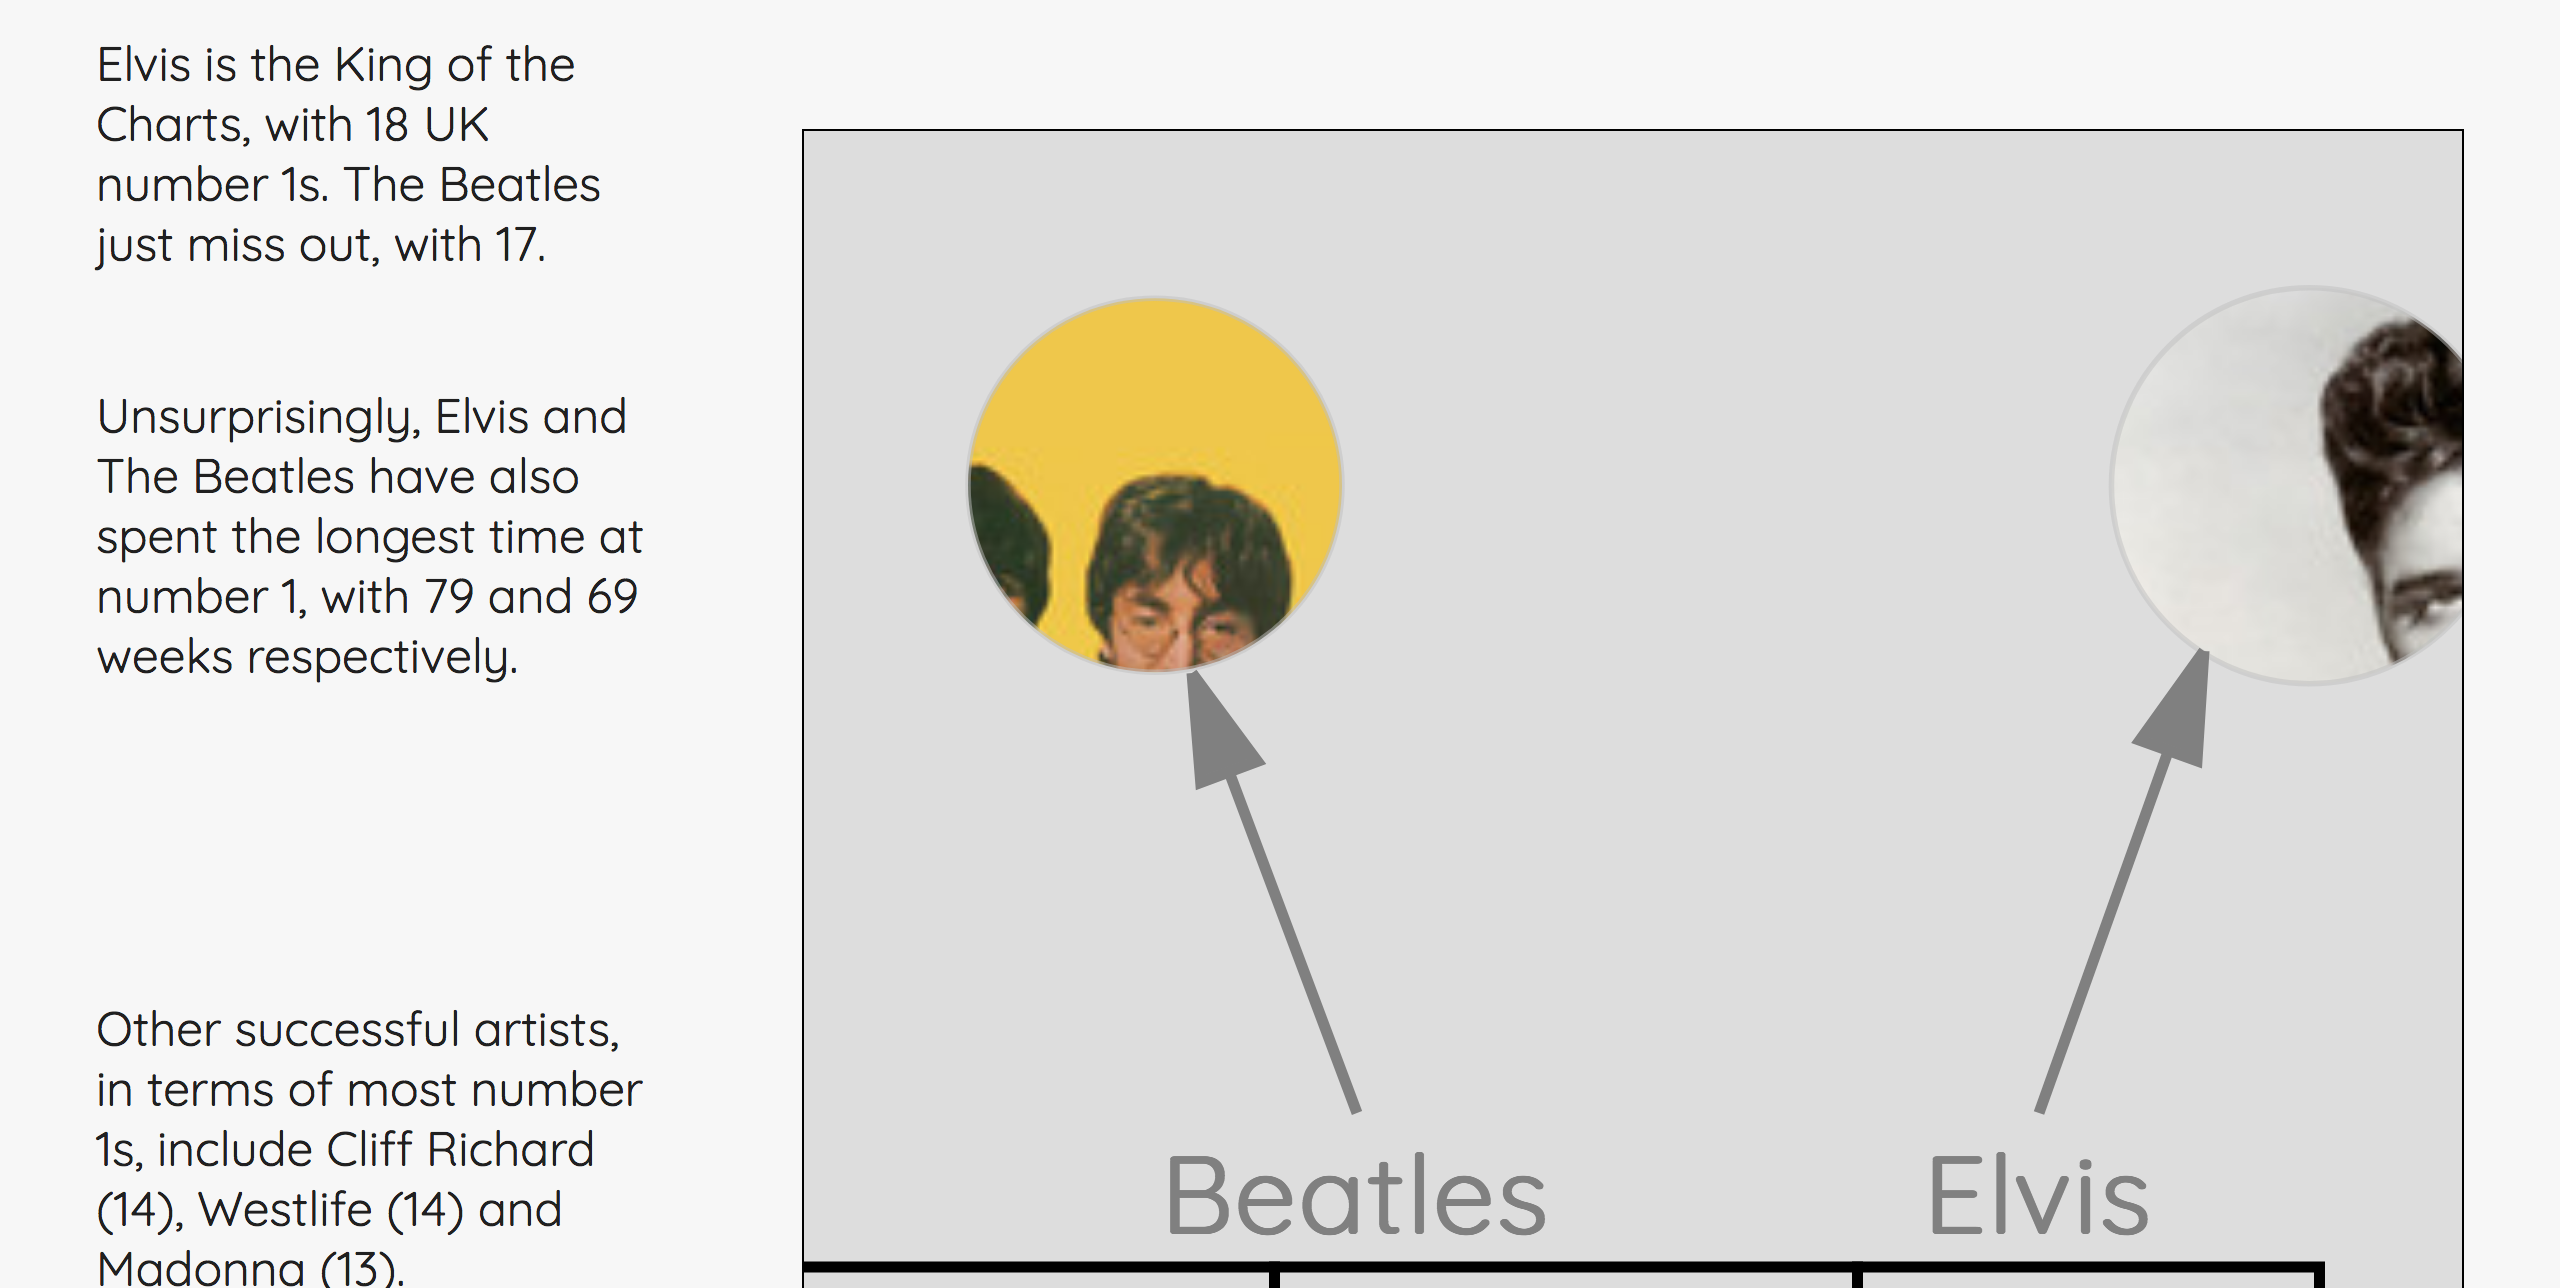 Elvis is the King of the
Charts, with 18 UK
number 1s. The Beatles
just miss out, with 17.
Unsurprisingly, Elvis and
The Beatles have also
spent the longest time at
number 1, with 79 and 69
weeks respectively.
Other successful artists,
in terms of most number
1s, include Cliff Richard
(14), Westlife (14) and
Madonna (13).
Beatles
Elvis